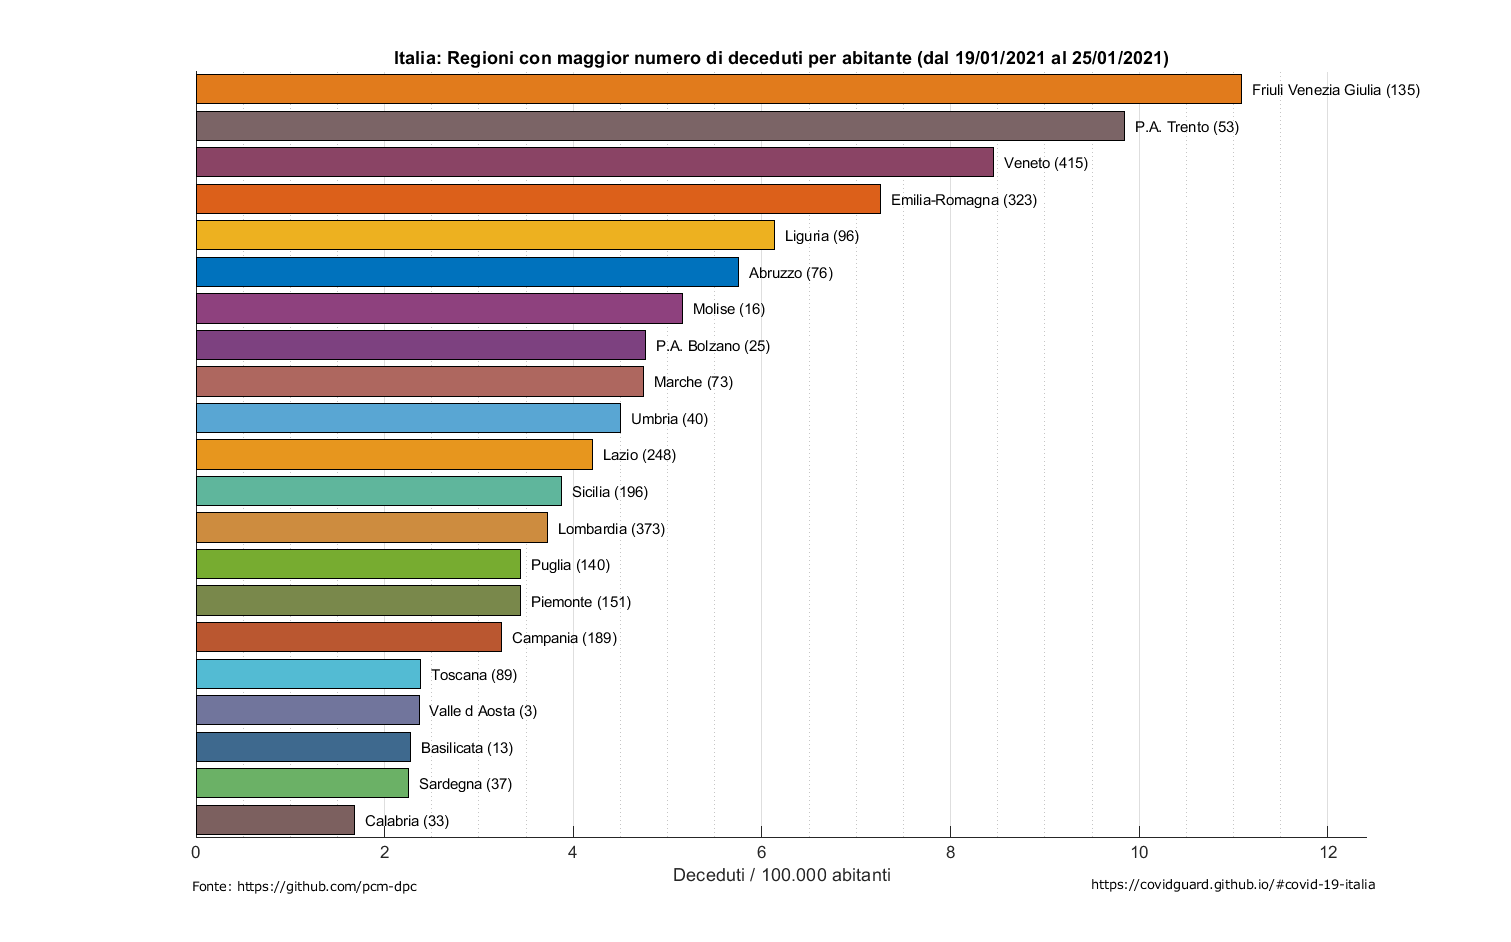 Italia: Regioni con maggior numero di deceduti per abitante (dal 19/01/2021 al 25/01/2021)
Friuli Venezia Giulia (135)
P.A. Trento (53)
Veneto (415)
Emilia-Romagna (323)
Liguria (96)
Abruzzo (76)
Molise (16)
P.A. Bolzano (25)
Marche (73)
Umbria (40)
Lazio (248)
Sicilia (196)
Lombardia (373)
Puglia (140)
Piemonte (151)
Campania (189)
Toscana (89)
Valle d Aosta (3)
Basilicata (13)
Sardegna (37)
Calabria (33)
0 2 4 6 8 10 12
Deceduti / 100.000 abitanti
Fonte: https://github.com/pcm-dpc
https://covidguard.github.io/#covid-19-italia